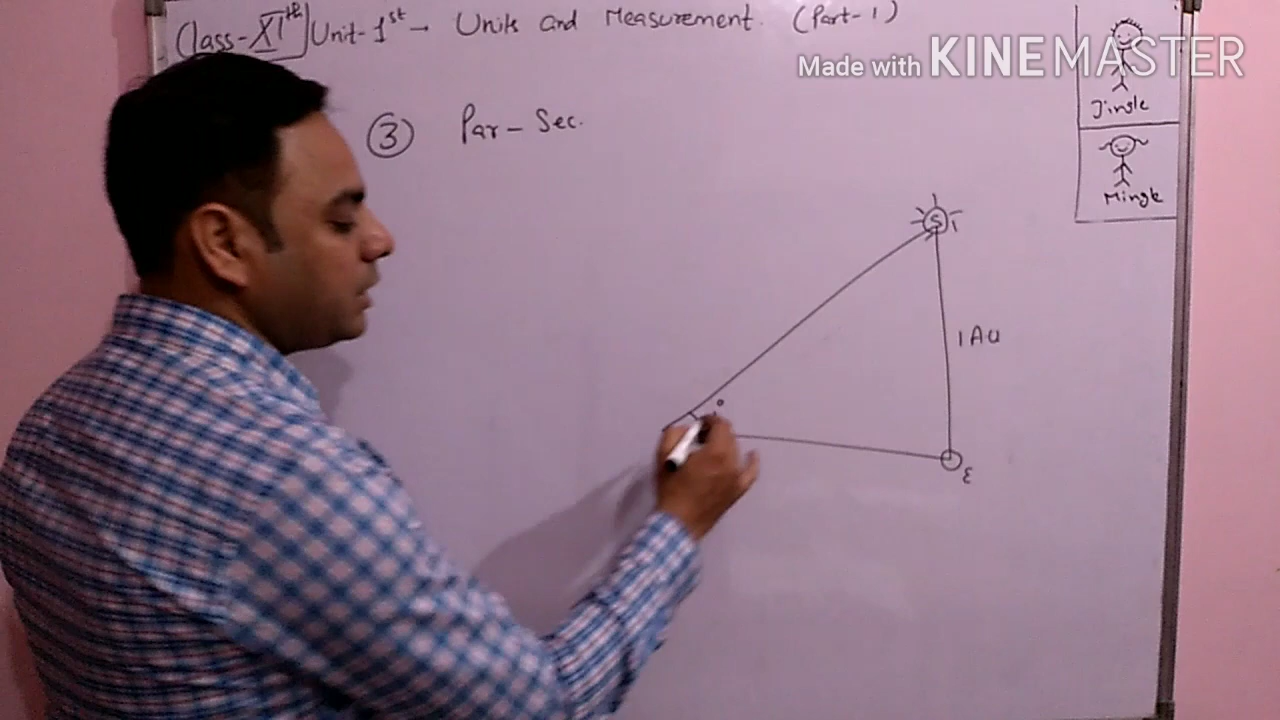 Class-XIth Unit-1st → Units and Measurement. (Part-1)
Made with KINEMASTER
Jingle
③ Par-Sec.
Mingle
S
1 AU
E